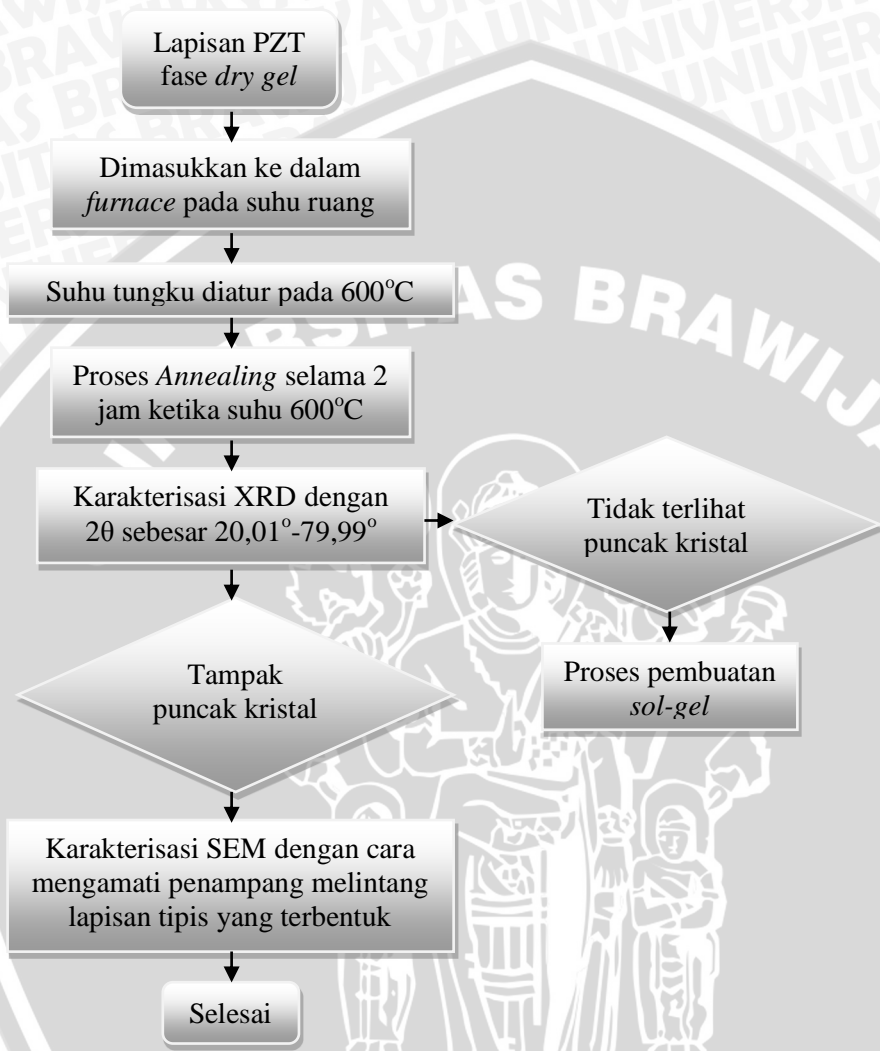 Lapisan PZT
fase dry gel
Dimasukkan ke dalam
furnace pada suhu ruang
Suhu tungku diatur pada 600°C
Proses Annealing selama 2
jam ketika suhu 600°C
Karakterisasi XRD dengan
2θ sebesar 20,01°-79,99°
Tidak terlihat
puncak kristal
Tampak
puncak kristal
Proses pembuatan
sol-gel
Karakterisasi SEM dengan cara
mengamati penampang melintang
lapisan tipis yang terbentuk
Selesai